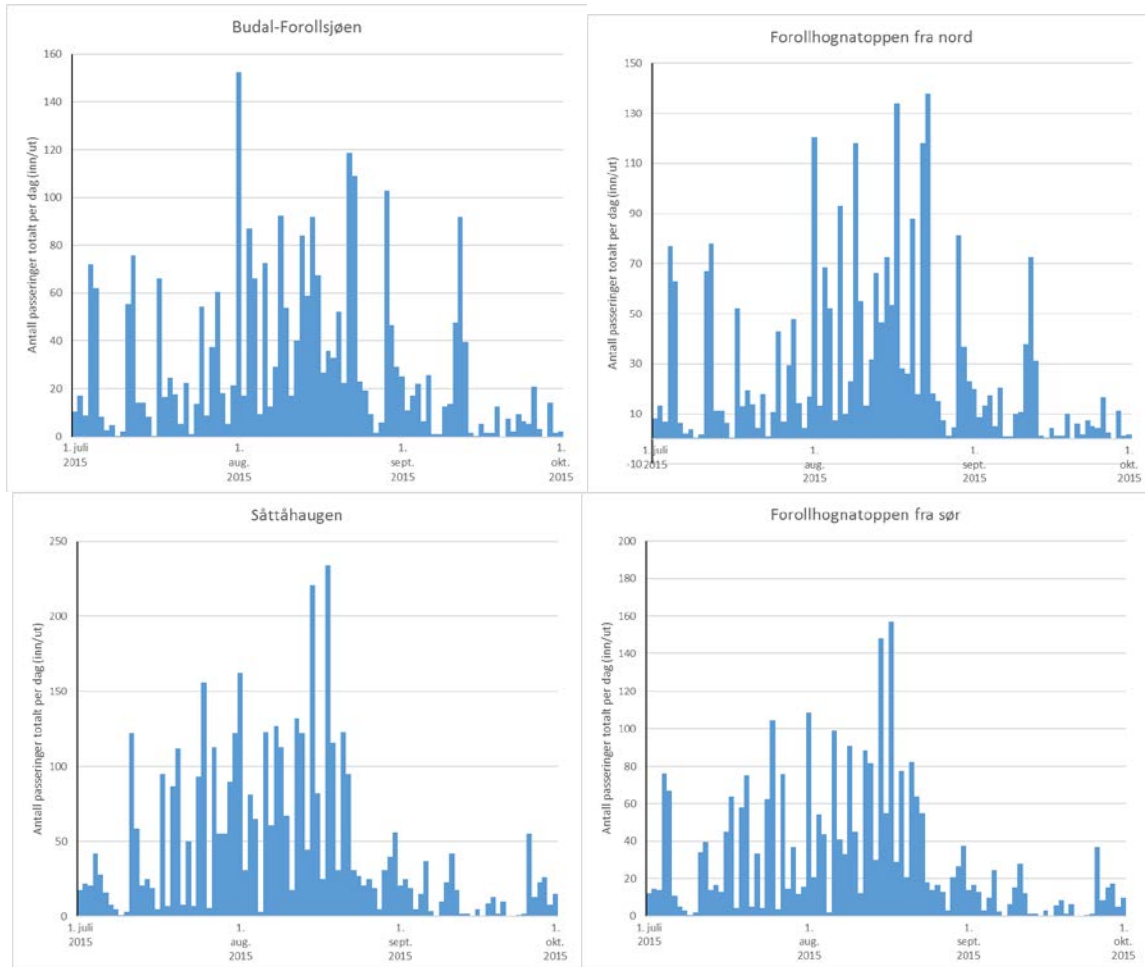 Budal-Forollsjøen
Antall passeringer totalt per dag (inn/ut)
160
140
120
100
80
60
40
20
0
1. juli
2015
1.
aug.
2015
1.
sept.
2015
1.
okt.
2015
Forollhognatoppen fra nord
Antall passeringer totalt per dag (inn/ut)
150
130
110
90
70
50
30
10
-10
1. juli
2015
1.
aug.
2015
1.
sept.
2015
1.
okt.
2015
Såttåhaugen
Antall passeringer totalt per dag (inn/ut)
250
200
150
100
50
0
1. juli
2015
1.
aug.
2015
1.
sept.
2015
1.
okt.
2015
Forollhognatoppen fra sør
Antall passeringer totalt per dag (inn/ut)
200
180
160
140
120
100
80
60
40
20
0
1. juli
2015
1.
aug.
2015
1.
sept.
2015
1.
okt.
2015